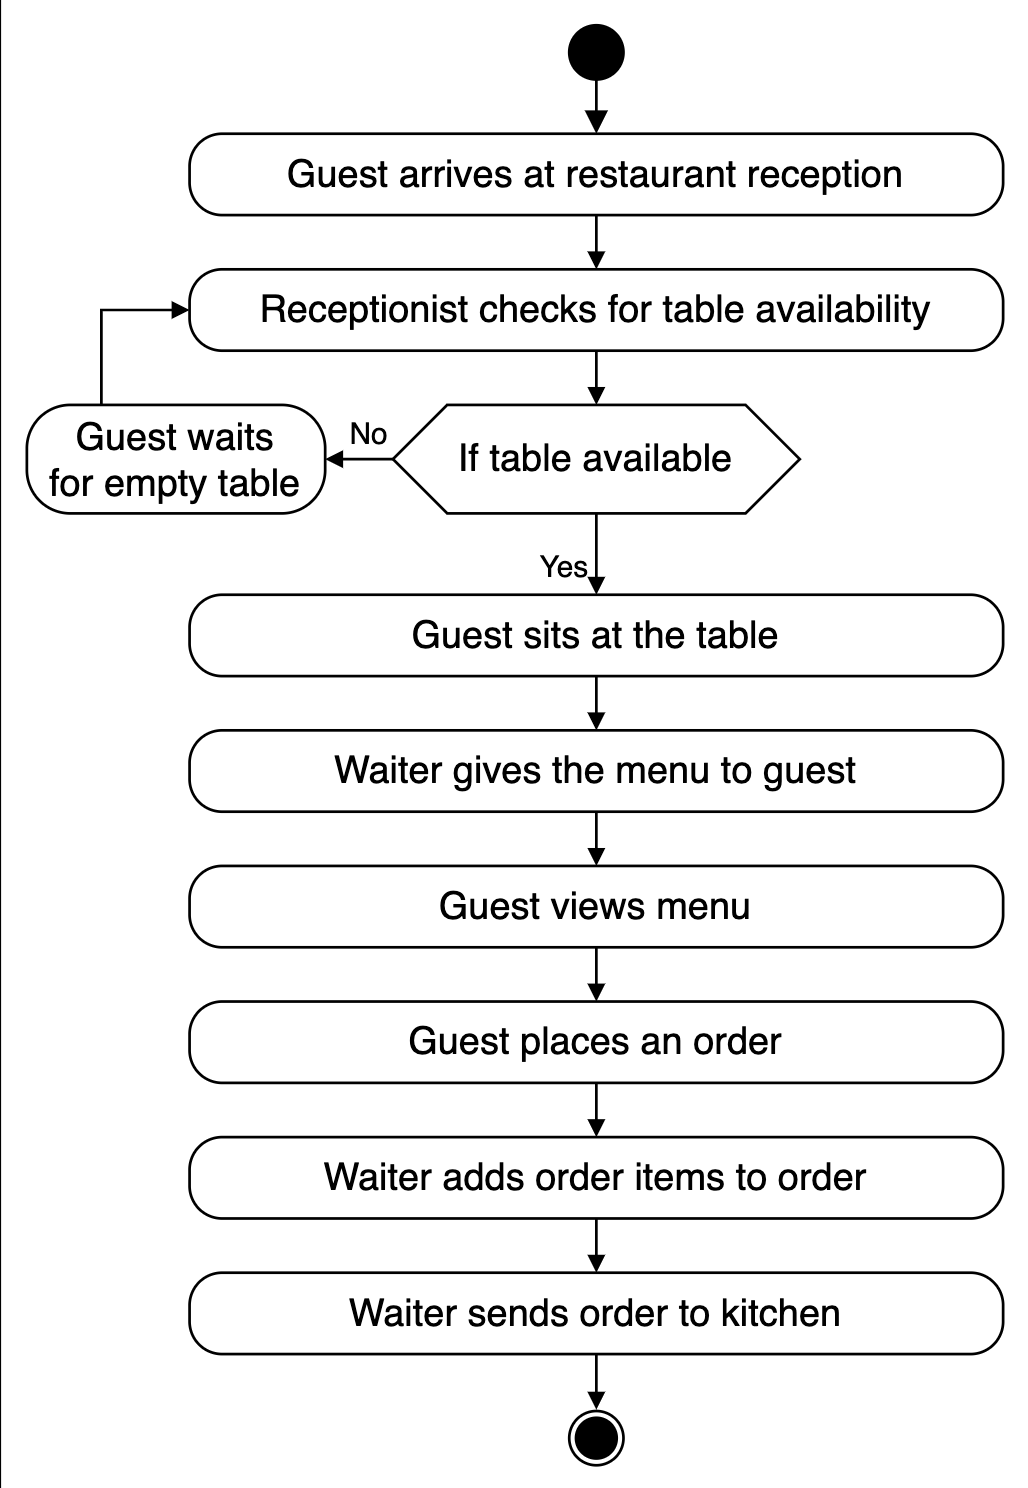 Guest arrives at restaurant reception
Receptionist checks for table availability
Guest waits
for empty table
No
If table available
Yes
Guest sits at the table
Waiter gives the menu to guest
Guest views menu
Guest places an order
Waiter adds order items to order
Waiter sends order to kitchen